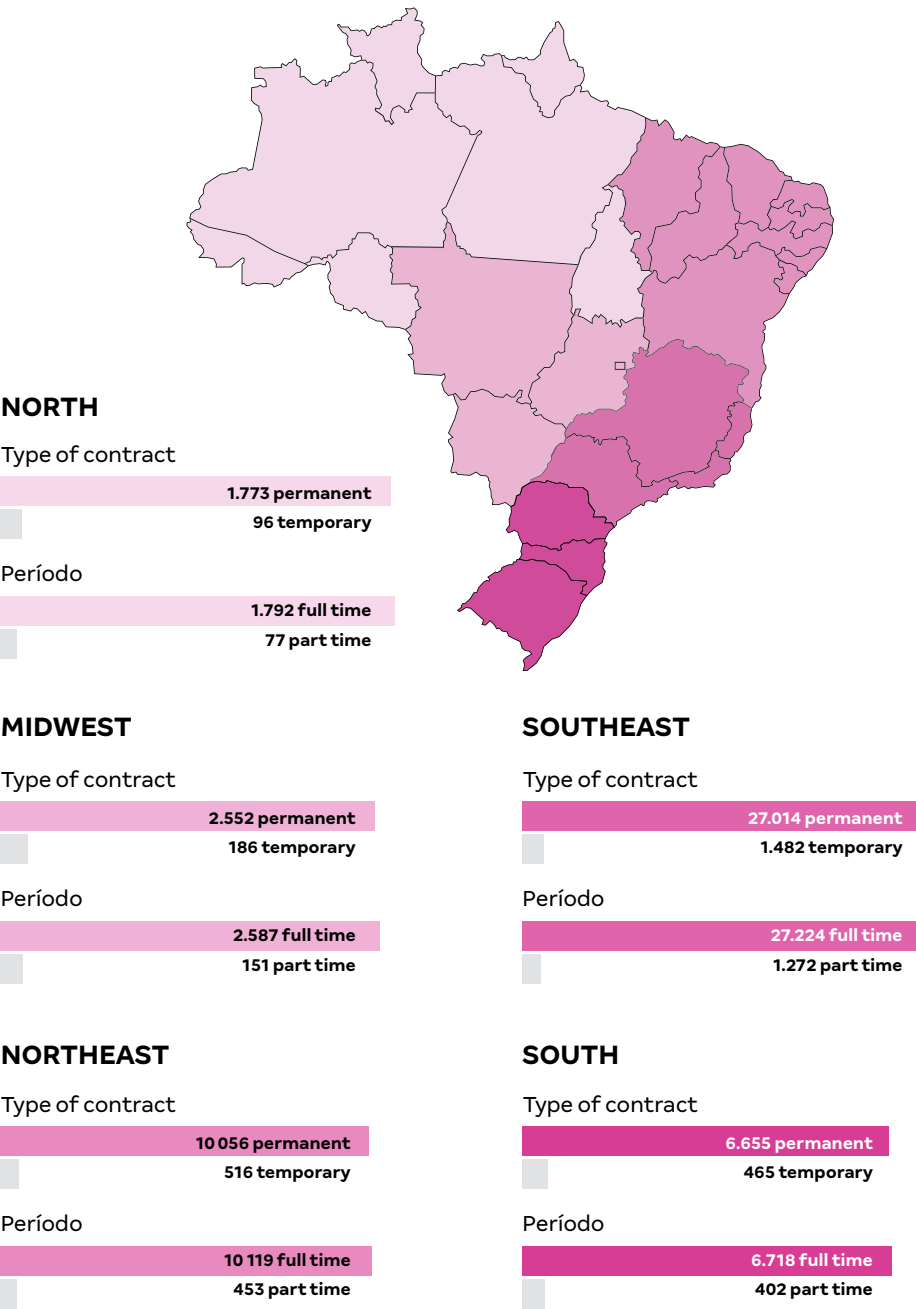 NORTH
Type of contract
1.773 permanent
96 temporary
Período
1.792 full time
77 part time
MIDWEST
Type of contract
2.552 permanent
186 temporary
Período
2.587 full time
151 part time
SOUTHEAST
Type of contract
27.014 permanent
1.482 temporary
Período
27.224 full time
1.272 part time
NORTHEAST
Type of contract
10 056 permanent
516 temporary
Período
10 119 full time
453 part time
SOUTH
Type of contract
6.655 permanent
465 temporary
Período
6.718 full time
402 part time